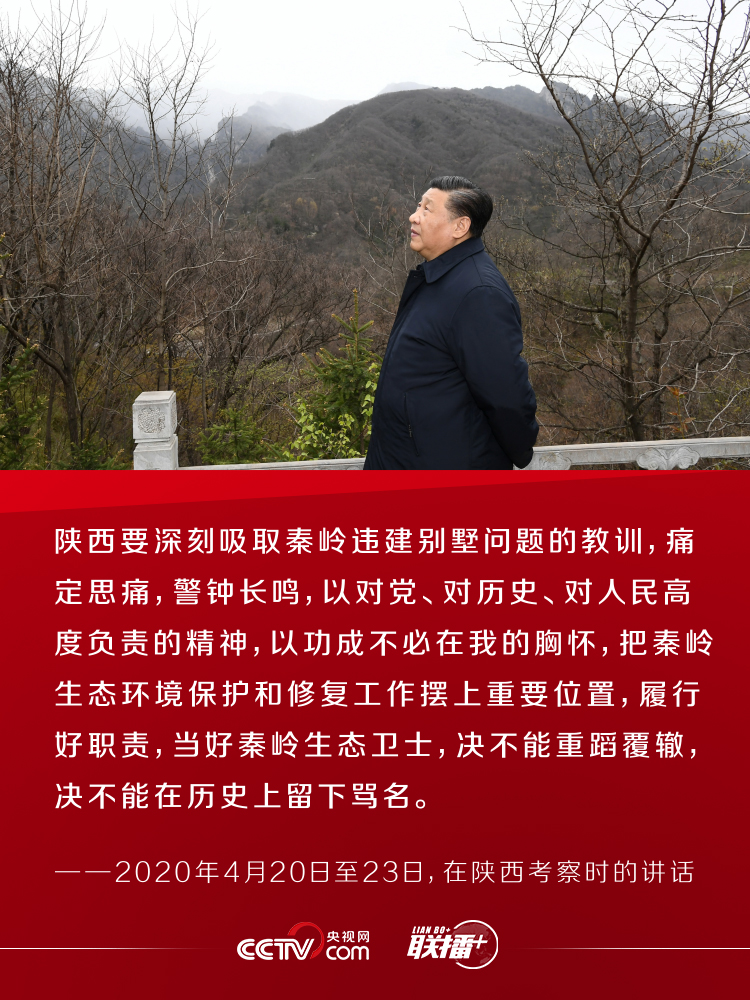 陕西要深刻吸取秦岭违建别墅问题的教训，痛
定思痛，警钟长鸣，以对党、对历史、对人民高
度负责的精神，以功成不必在我的胸怀，把秦岭
生态环境保护和修复工作摆上重要位置，履行
好职责，当好秦岭生态卫士，决不能重蹈覆辙，
决不能在历史上留下骂名。
——2020年4月20日至23日，在陕西考察时的讲话
CCTV 央视网
com
LIAN BO+
联播+